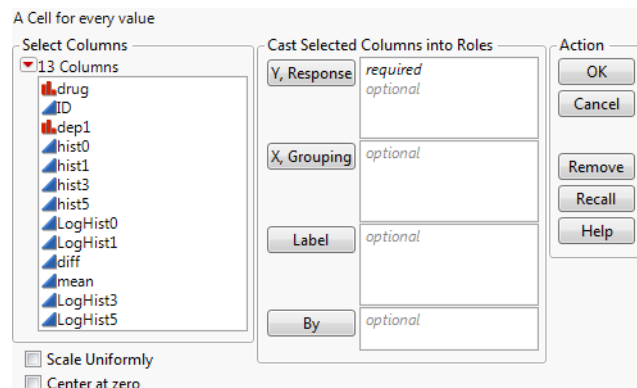 A Cell for every value
Select Columns
13 Columns
drug
ID
dep1
hist0
hist1
hist3
hist5
LogHist0
LogHist1
diff
mean
LogHist3
LogHist5
Scale Uniformly
Center at zero
Cast Selected Columns into Roles
Y, Response
required
optional
X, Grouping
optional
Label
optional
By
optional
Action
OK
Cancel
Remove
Recall
Help